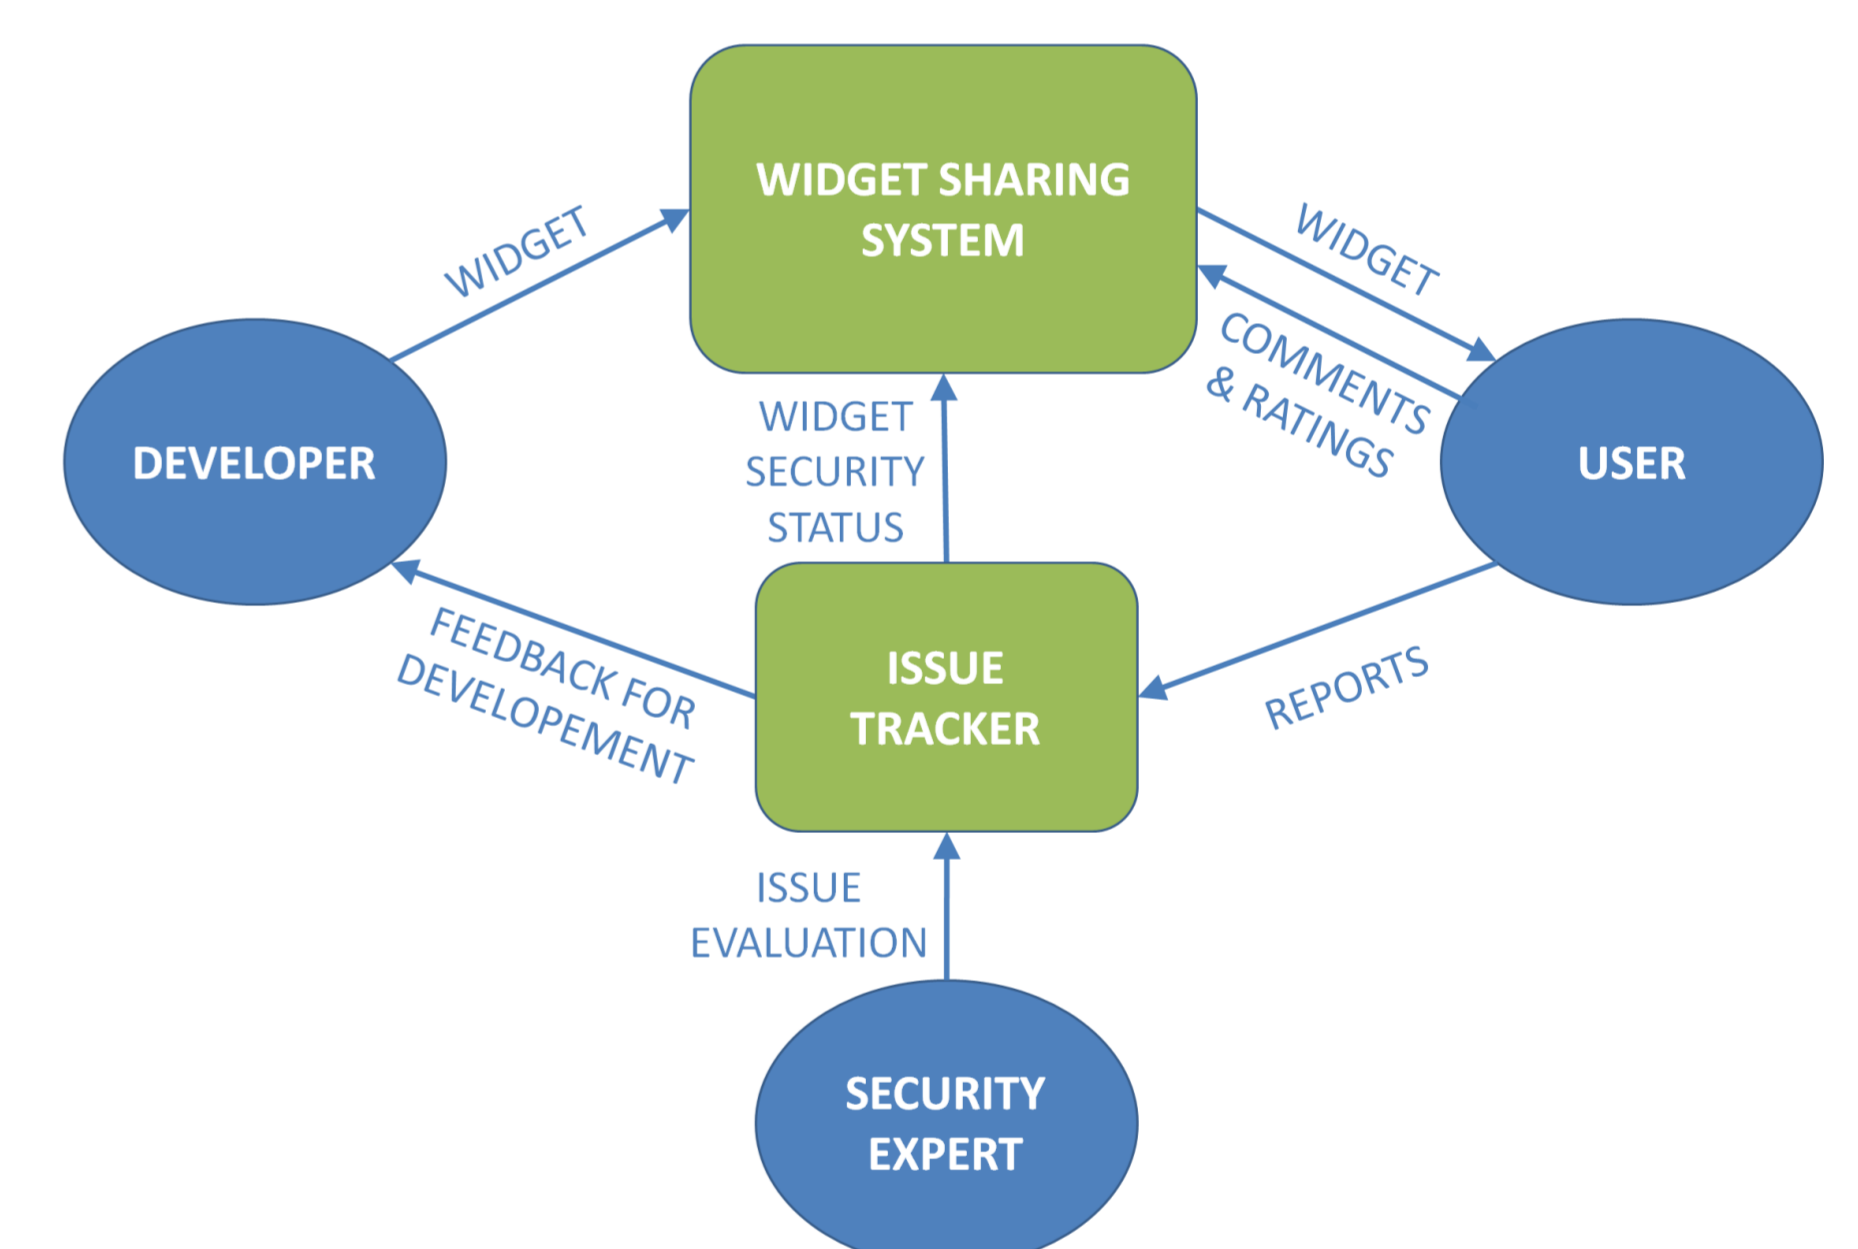 WIDGET SHARING
SYSTEM
WIDGET
WIDGET
COMMENTS
& RATINGS
DEVELOPER
WIDGET
SECURITY
STATUS
USER
FEEDBACK FOR
DEVELOPEMENT
ISSUE
TRACKER
REPORTS
ISSUE
EVALUATION
SECURITY
EXPERT